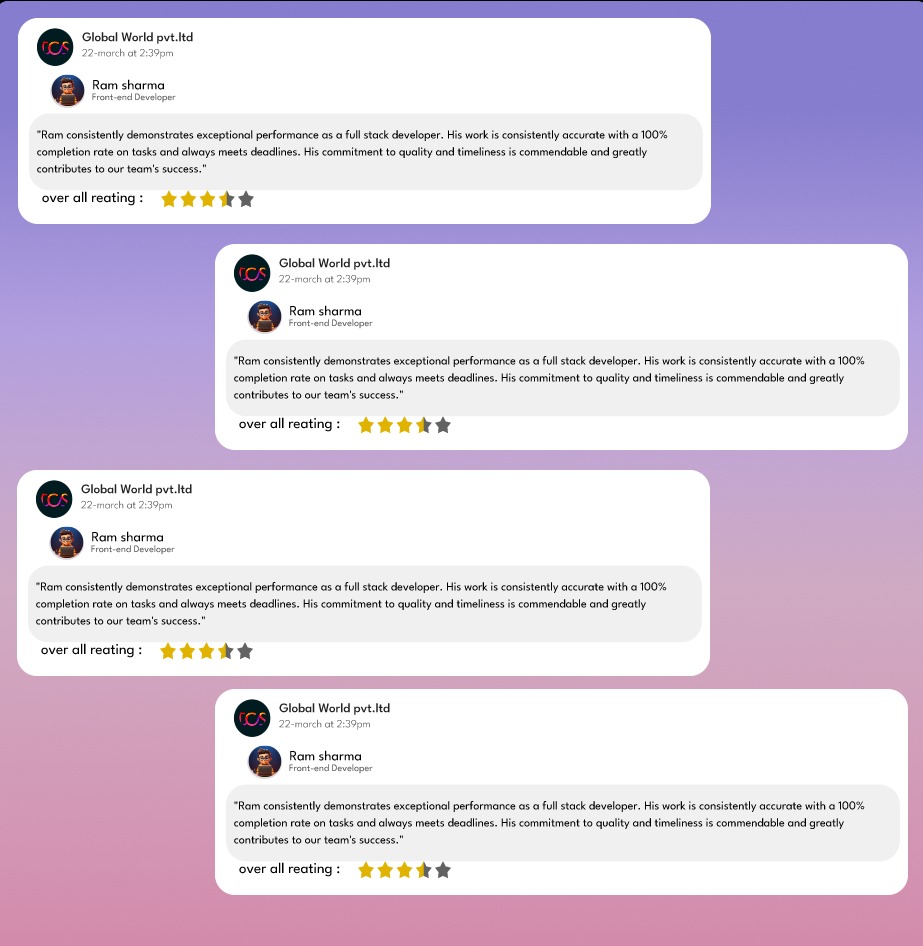 Global World pvt.ltd
22-march at 2:39pm
Ram sharma
Front-end Developer
"Ram consistently demonstrates exceptional performance as a full stack developer. His work is consistently accurate with a 100%
completion rate on tasks and always meets deadlines. His commitment to quality and timeliness is commendable and greatly
contributes to our team's success."
over all reating :
Global World pvt.ltd
22-march at 2:39pm
Ram sharma
Front-end Developer
"Ram consistently demonstrates exceptional performance as a full stack developer. His work is consistently accurate with a 100%
completion rate on tasks and always meets deadlines. His commitment to quality and timeliness is commendable and greatly
contributes to our team's success."
over all reating :
Global World pvt.ltd
22-march at 2:39pm
Ram sharma
Front-end Developer
"Ram consistently demonstrates exceptional performance as a full stack developer. His work is consistently accurate with a 100%
completion rate on tasks and always meets deadlines. His commitment to quality and timeliness is commendable and greatly
contributes to our team's success."
over all reating :
Global World pvt.ltd
22-march at 2:39pm
Ram sharma
Front-end Developer
"Ram consistently demonstrates exceptional performance as a full stack developer. His work is consistently accurate with a 100%
completion rate on tasks and always meets deadlines. His commitment to quality and timeliness is commendable and greatly
contributes to our team's success."
over all reating :